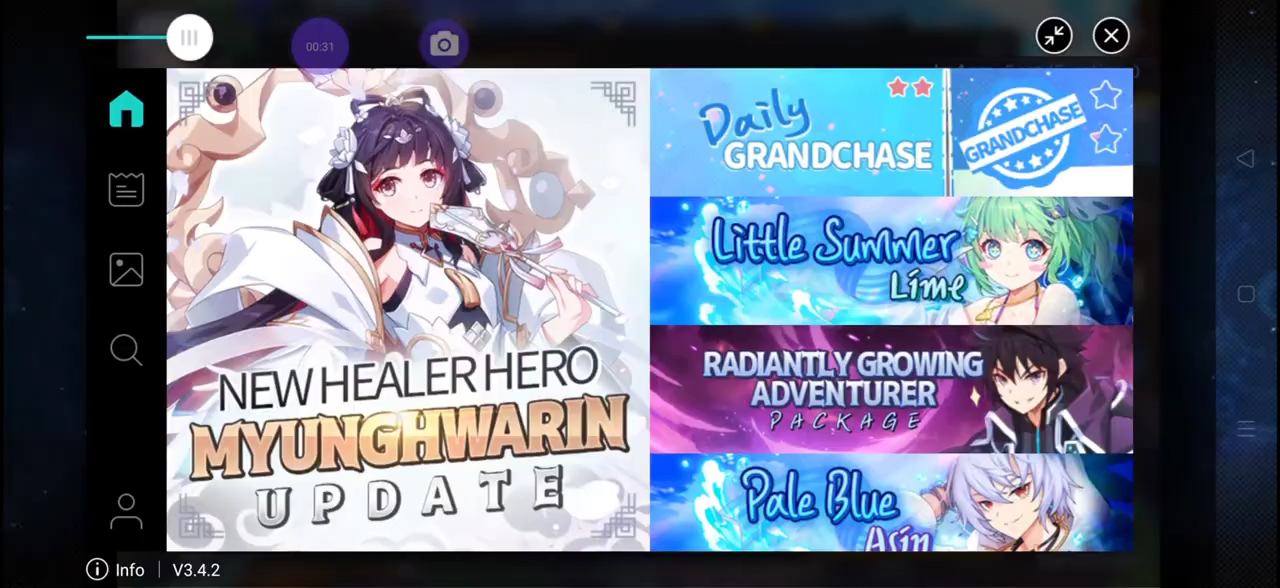 00:31
NEW HEALER HERO
MYUNGHWARIN
UPDATE
Daily
GRANDCHASE
GRANDCHASE
Little Summer
Lime
RADIANTLY GROWING
ADVENTURER
PACKAGE
Pale Blue
Asin
Info
V3.4.2